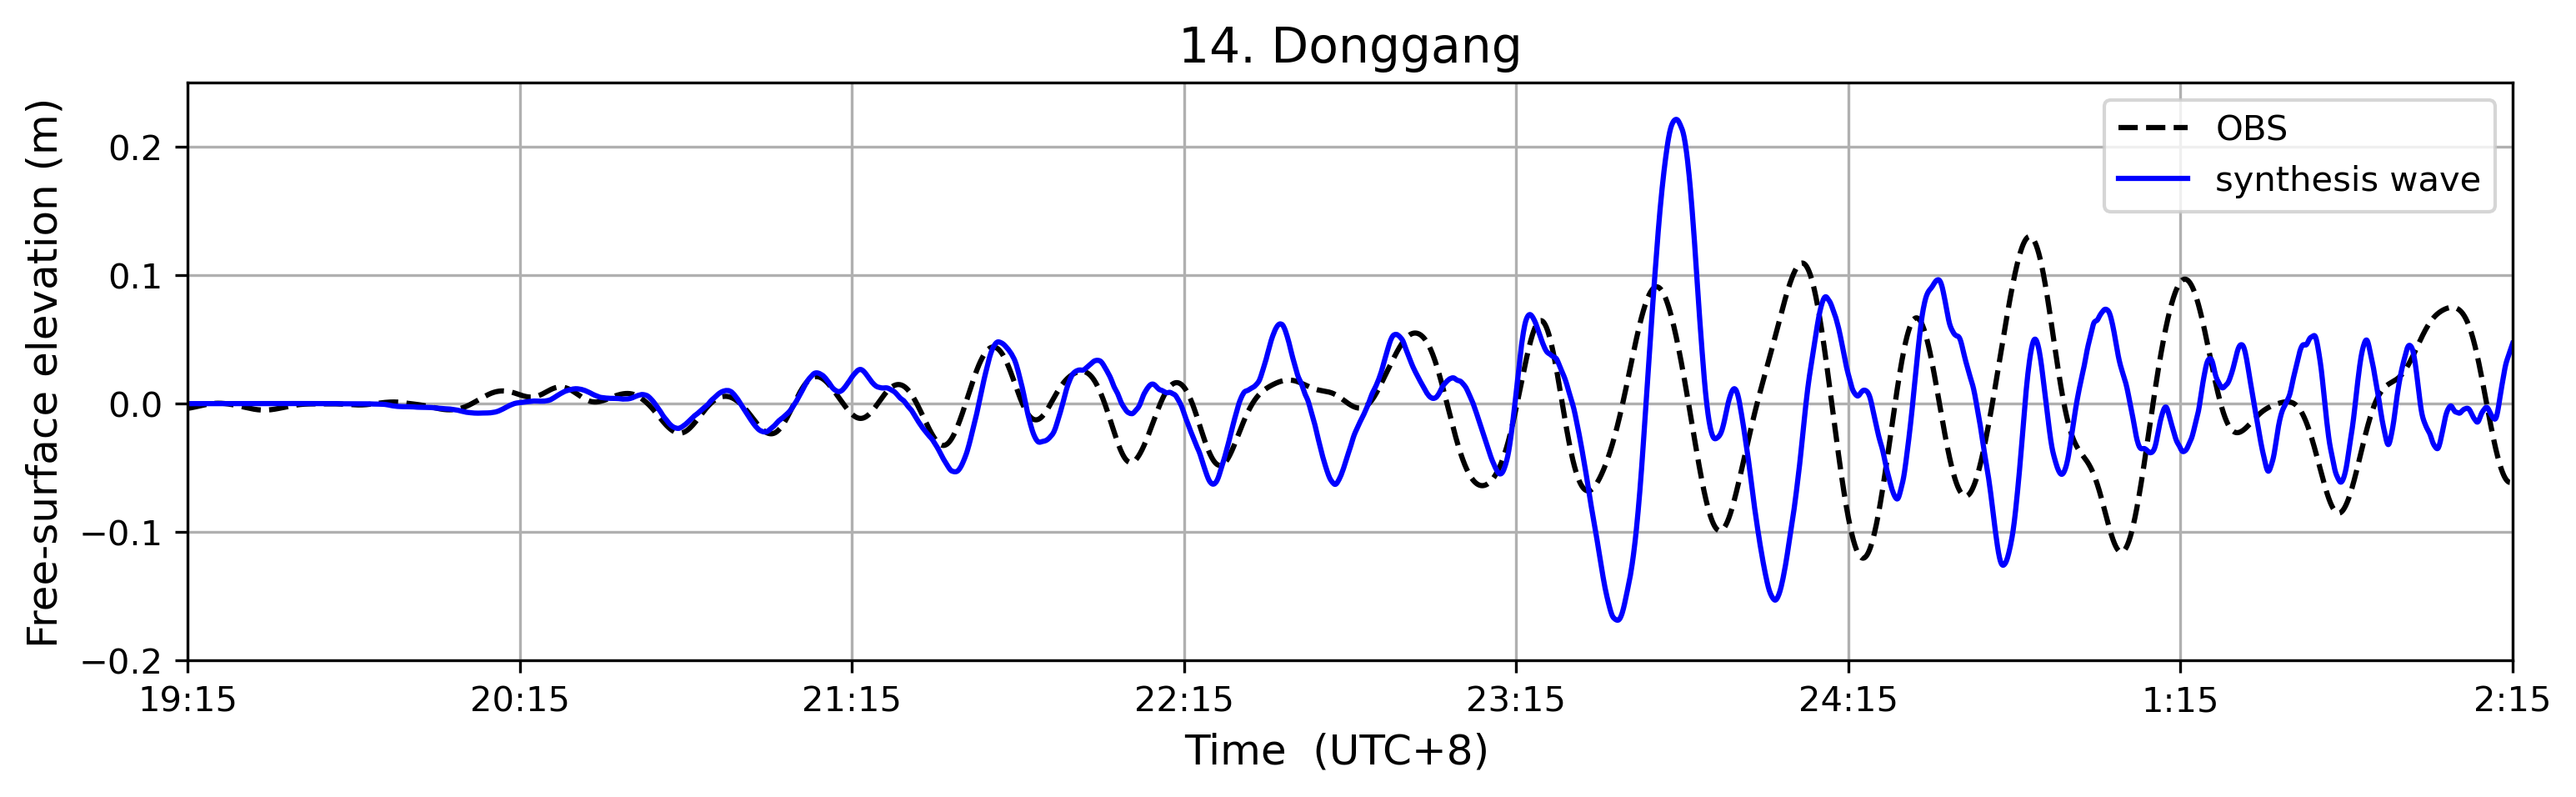 14. Donggang
OBS
synthesis wave
Free-surface elevation (m)
0.2
0.1
0.0
−0.1
−0.2
19:15 20:15 21:15 22:15 23:15 24:15 1:15 2:15
Time (UTC+8)